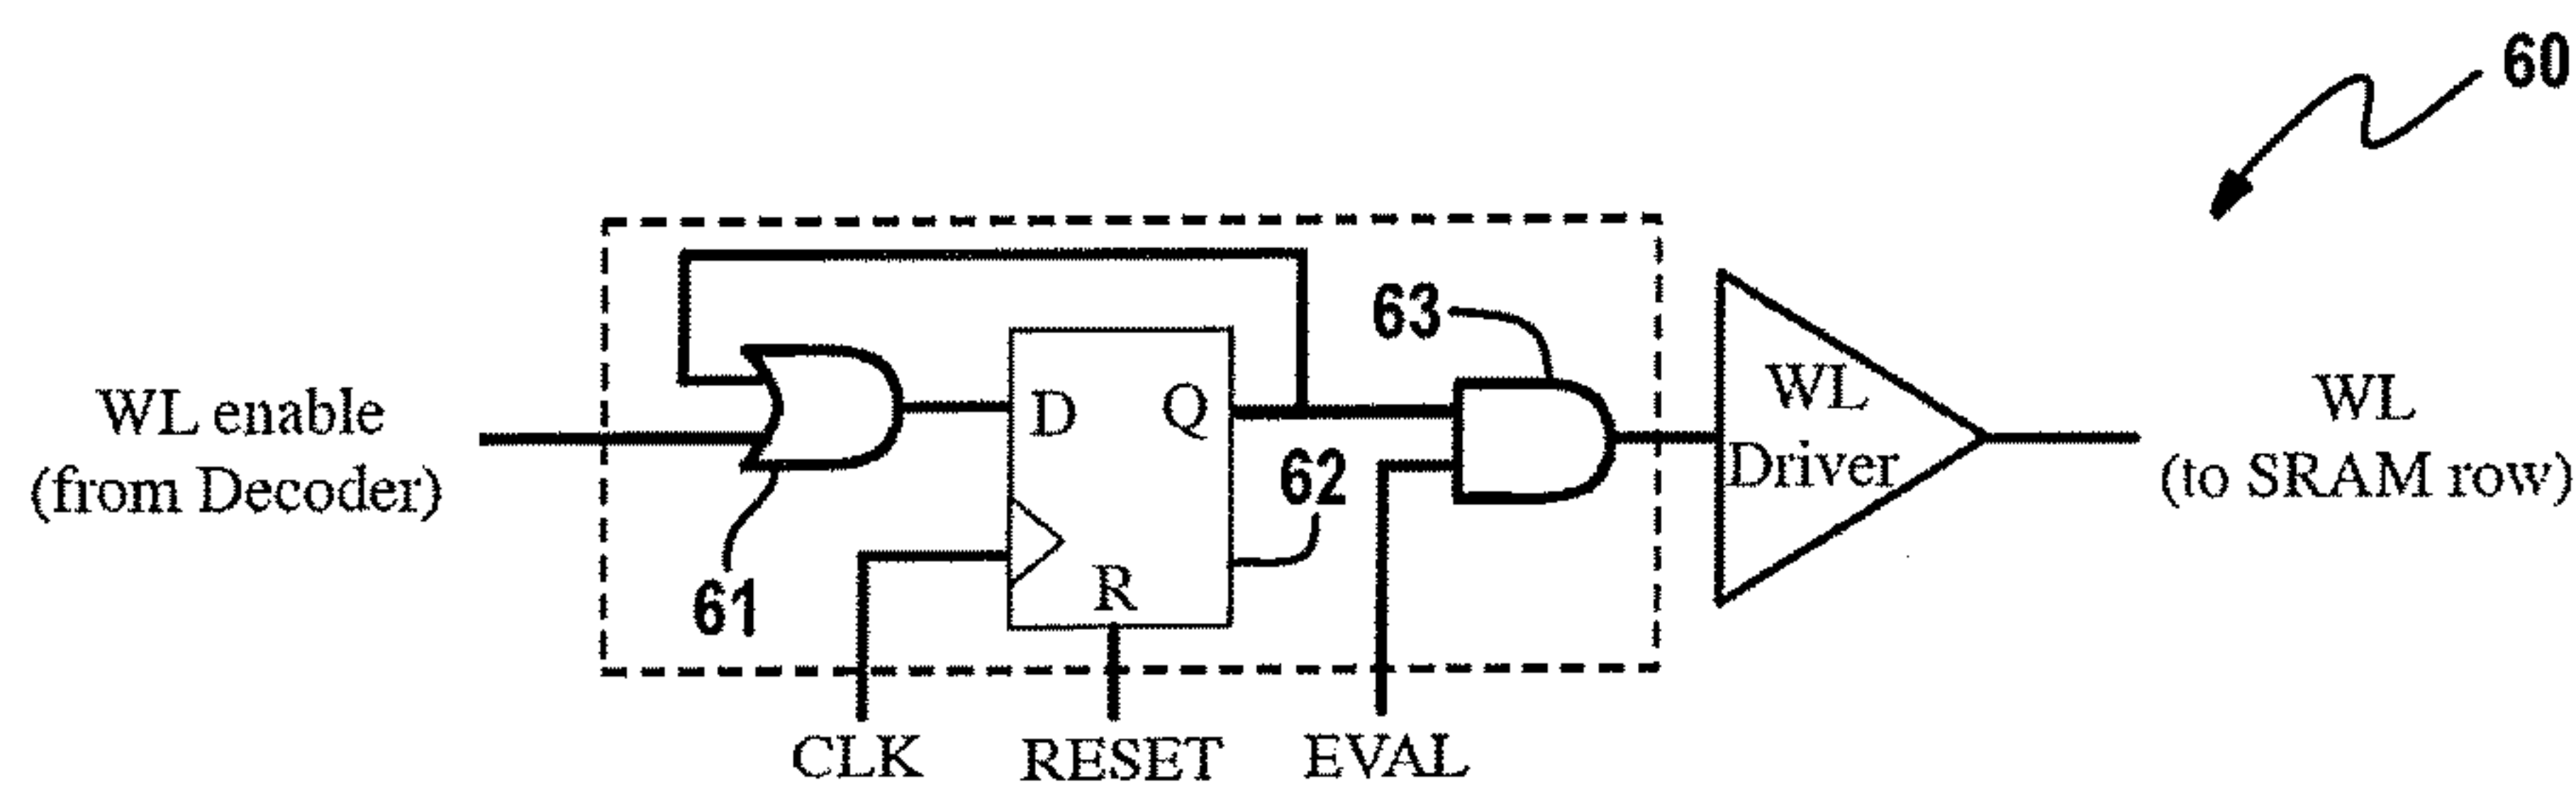 60
63
WL enable
(from Decoder)
D
Q
WL
Driver
WL
(to SRAM row)
62
61
R
CLK
RESET
EVAL